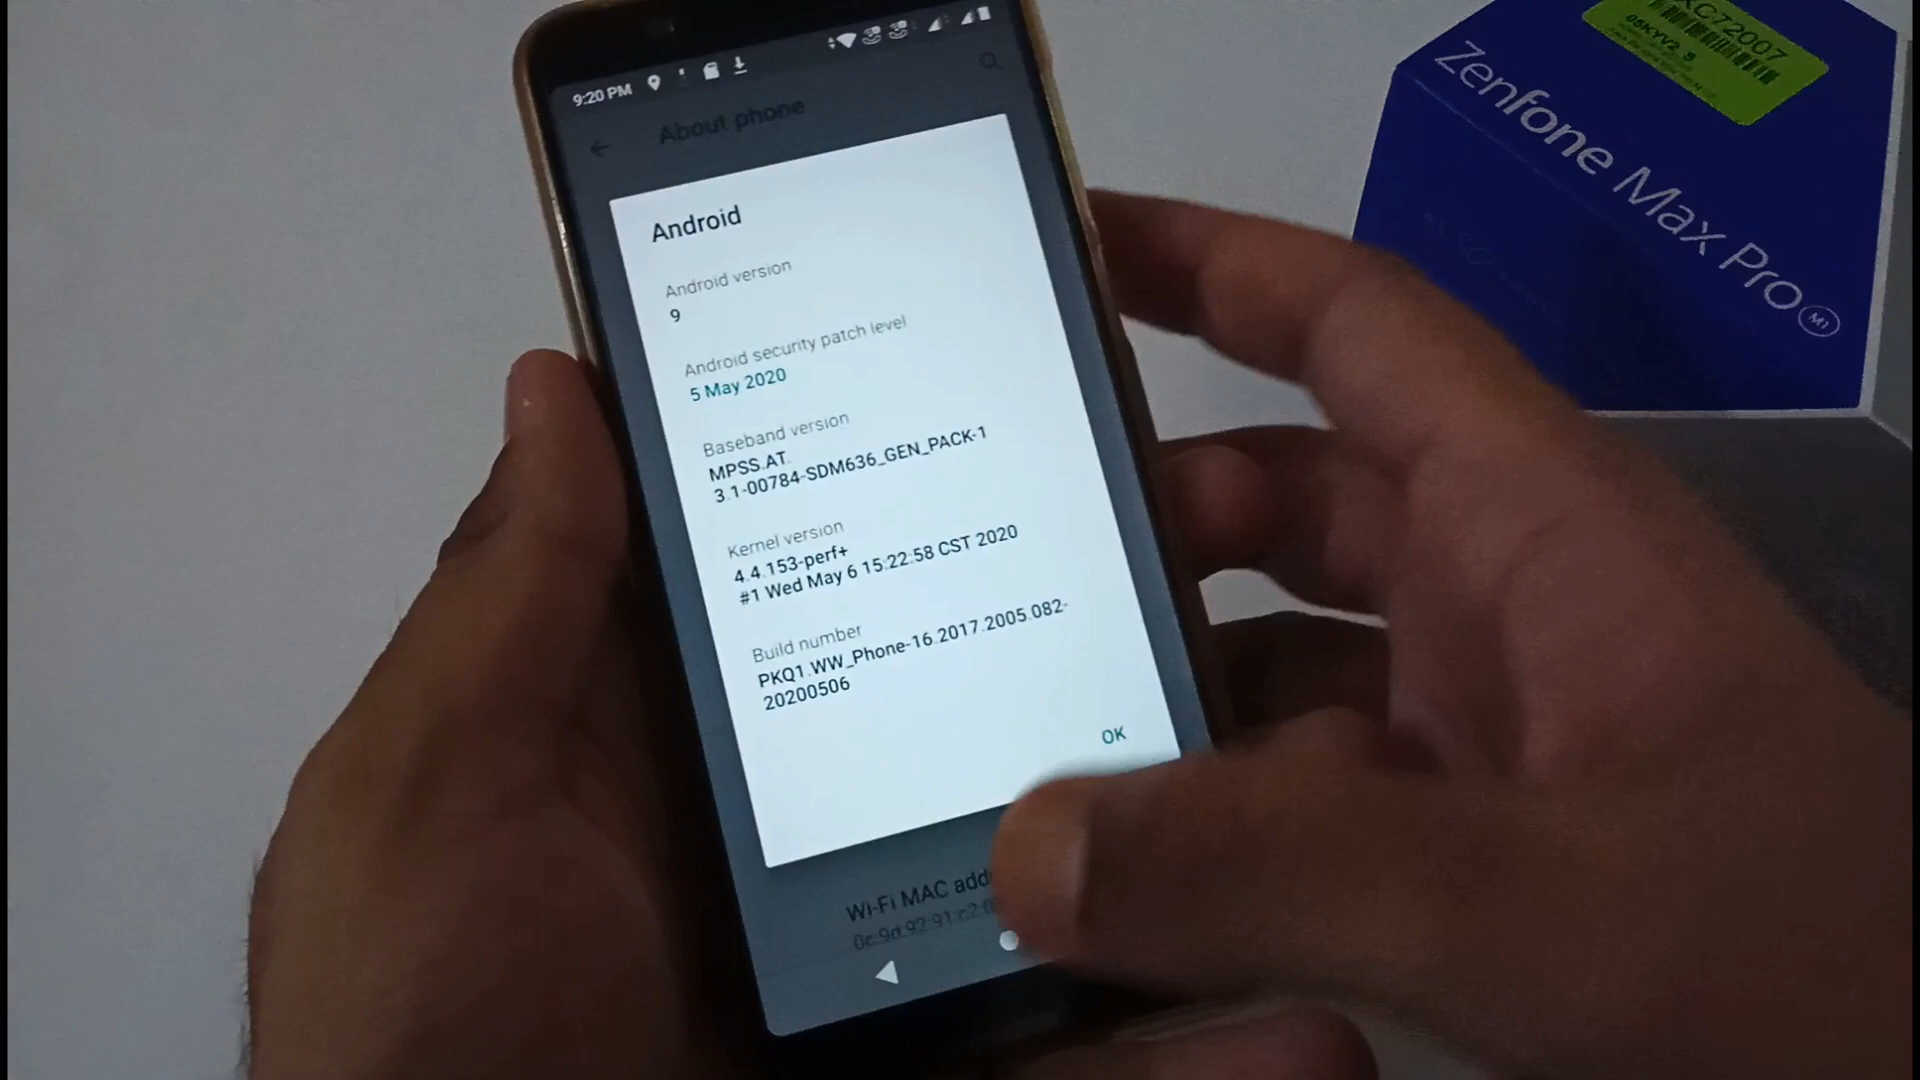 9:20 PM
About phone
Android
Android version
9
Android security patch level
5 May 2020
Baseband version
MPSS.AT.
3.1-00784-SDM636_GEN_PACK-1
Kernel version
4.4.153-perf+
#1 Wed May 6 15:22:58 CST 2020
Build number
PKQ1.WW_Phone-16.2017.2005.082-
20200506
OK
Wi-Fi MAC
Zenfone Max Pro
M1